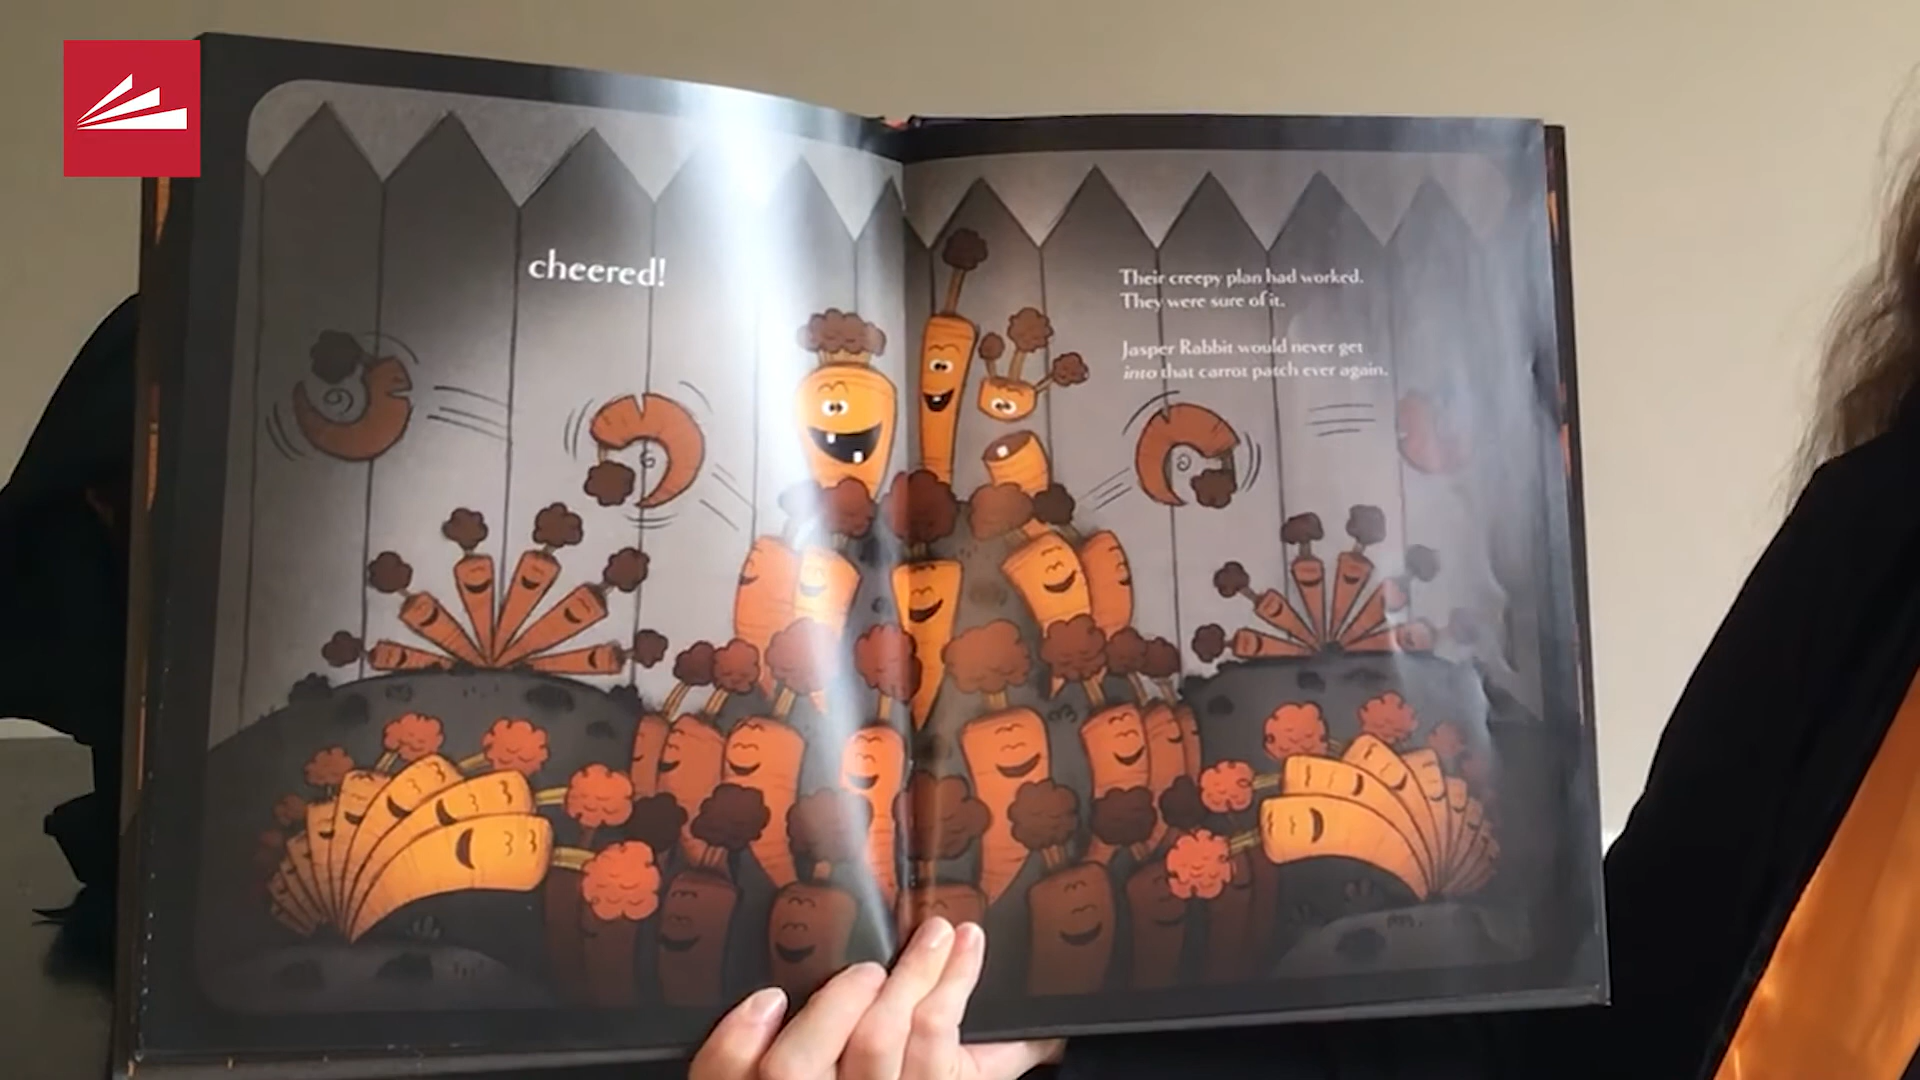 cheered!
Their creepy plan had worked.
They were sure of it.
Jasper Rabbit would never get
into that carrot patch ever again.